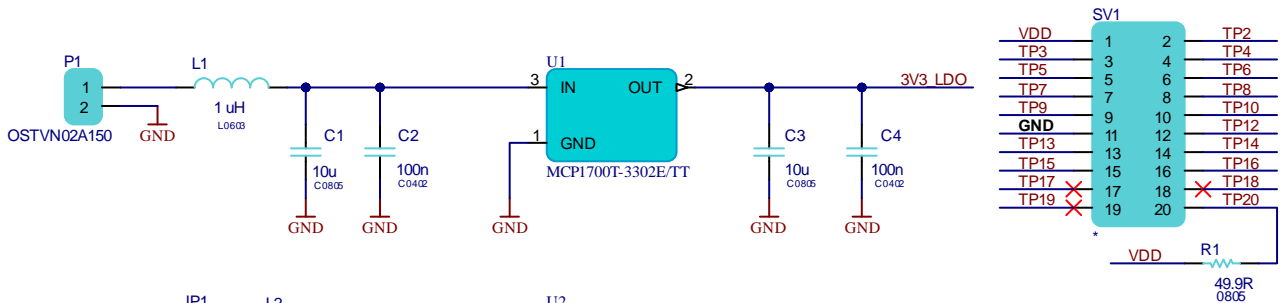 P1
1
2
OSTVN02A150
GND
L1
1 uH
L0603
C1
10u
C0805
GND
C2
100n
C0402
GND
U1
3 IN OUT 2
1 GND
MCP1700T-3302E/TT
GND
3V3_LDO
C3
10u
C0805
GND
C4
100n
C0402
GND
SV1
VDD 1 2 TP2
TP3 3 4 TP4
TP5 5 6 TP6
TP7 7 8 TP8
TP9 9 10 TP10
GND 11 12 TP12
TP13 13 14 TP14
TP15 15 16 TP16
TP17 17 18 TP18
TP19 19 20 TP20
*
VDD
R1
49.9R
0805
JP1
L2
U2